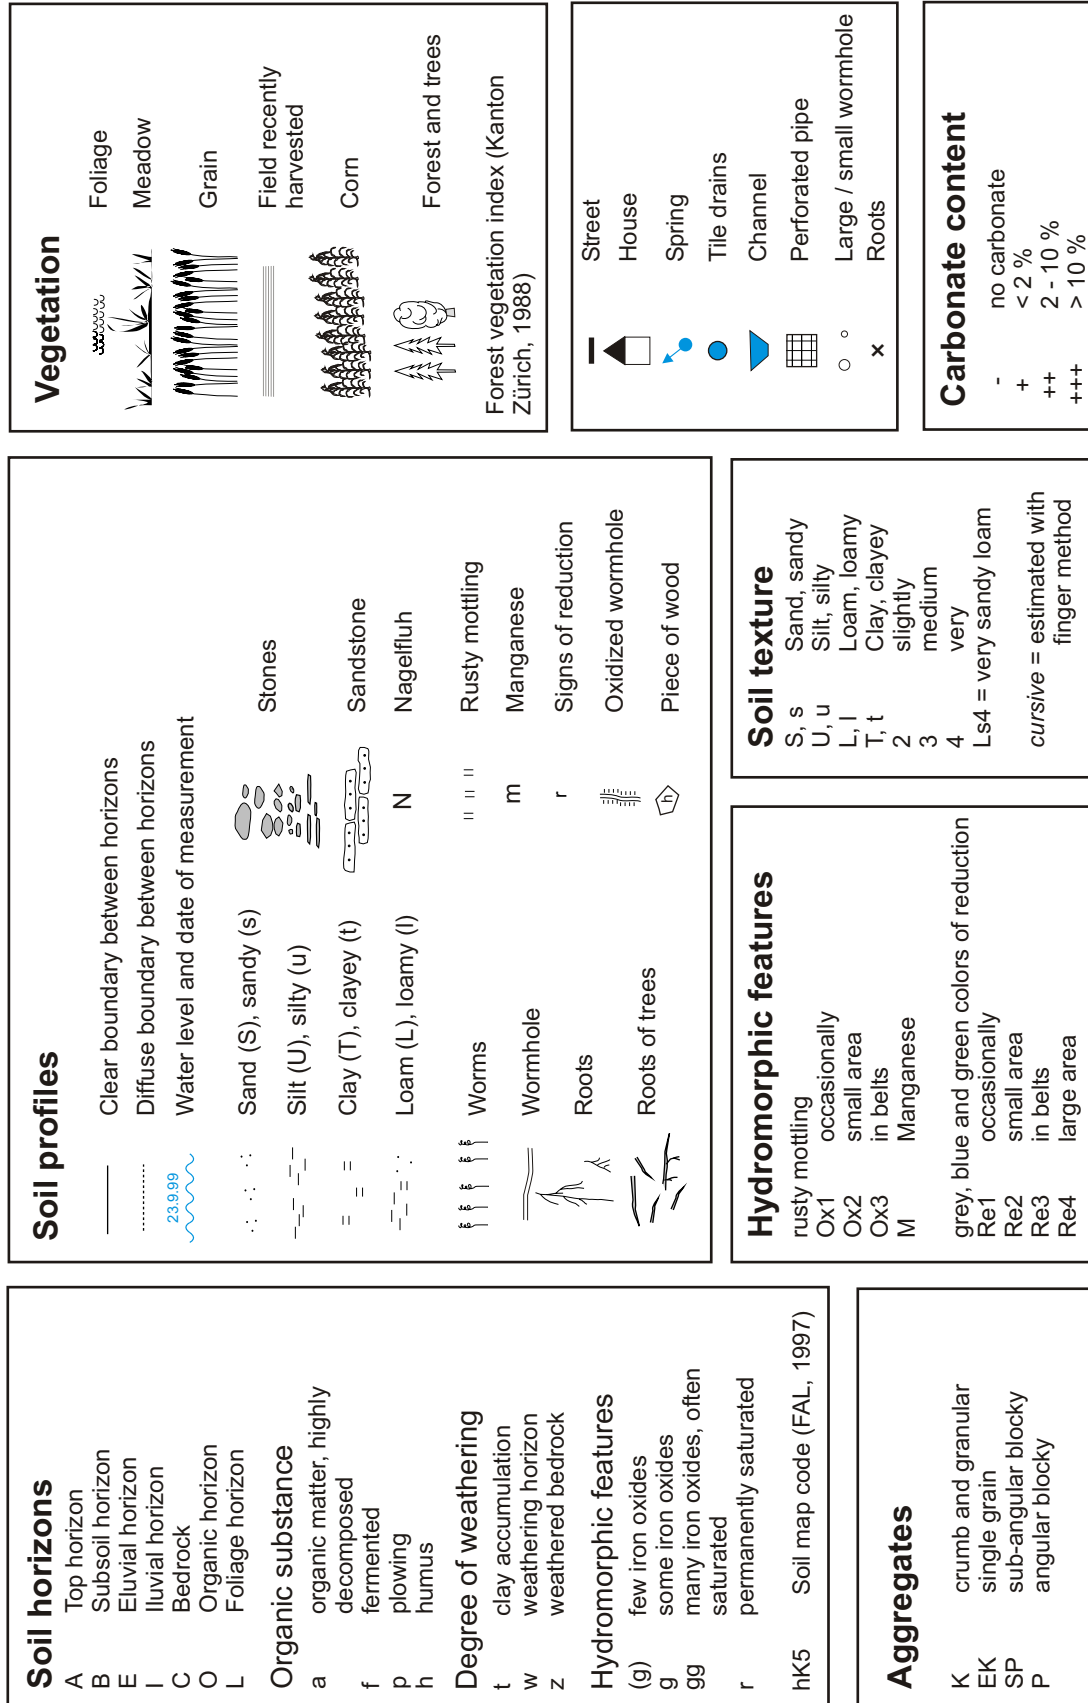 Soil horizons
A Top horizon
B Subsoil horizon
E Eluvial horizon
I Iluvial horizon
C Bedrock
O Organic horizon
L Foliage horizon
Organic substance
a organic matter, highly
decomposed
f fermented
p plowing
h humus
Degree of weathering
t clay accumulation
w weathering horizon
z weathered bedrock
Hydromorphic features
(g) few iron oxides
g some iron oxides
gg many iron oxides, often
saturated
r permanently saturated
hK5 Soil map code (FAL, 1997)
Aggregates
K crumb and granular
EK single grain
SP sub-angular blocky
P angular blocky
Soil profiles
Clear boundary between horizons
Diffuse boundary between horizons
23.9.99 Water level and date of measurement
Sand (S), sandy (s)
Silt (U), silty (u)
Clay (T), clayey (t)
Loam (L), loamy (l)
Worms
Wormhole
Roots
Roots of trees
Stones
Sandstone
N Nagelfluh
Rusty mottling
m Manganese
r Signs of reduction
Oxidized wormhole
h Piece of wood
Hydromorphic features
rusty mottling
Ox1 occasionally
Ox2 small area
Ox3 in belts
M Manganese
grey, blue and green colors of reduction
Re1 occasionally
Re2 small area
Re3 in belts
Re4 large area
Soil texture
S, s Sand, sandy
U, u Silt, silty
L, l Loam, loamy
T, t Clay, clayey
2 slightly
3 medium
4 very
Ls4 = very sandy loam
cursive = estimated with
finger method
Vegetation
Foliage
Meadow
Grain
Field recently
harvested
Corn
Forest and trees
Forest vegetation index (Kanton
Zürich, 1988)
Street
House
Spring
Tile drains
Channel
Perforated pipe
Large / small wormhole
Roots
Carbonate content
- no carbonate
+ < 2 %
++ 2 - 10 %
+++ > 10 %